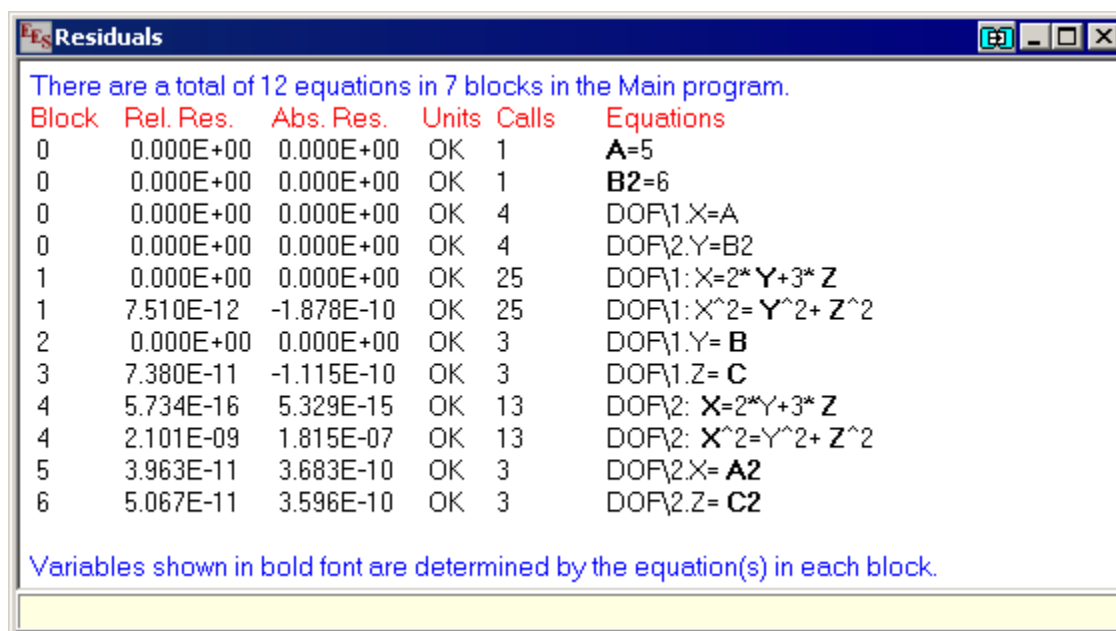 EES Residuals
There are a total of 12 equations in 7 blocks in the Main program.
Block Rel. Res. Abs. Res. Units Calls Equations
0 0.000E+00 0.000E+00 OK 1 A=5
0 0.000E+00 0.000E+00 OK 1 B2=6
0 0.000E+00 0.000E+00 OK 4 DOF\1.X=A
0 0.000E+00 0.000E+00 OK 4 DOF\2.Y=B2
1 0.000E+00 0.000E+00 OK 25 DOF\1: X=2* Y+3* Z
1 7.510E-12 -1.878E-10 OK 25 DOF\1: X^2= Y^2+ Z^2
2 0.000E+00 0.000E+00 OK 3 DOF\1.Y= B
3 7.380E-11 -1.115E-10 OK 3 DOF\1.Z= C
4 5.734E-16 5.329E-15 OK 13 DOF\2: X=2*Y+3* Z
4 2.101E-09 1.815E-07 OK 13 DOF\2: X^2=Y^2+ Z^2
5 3.963E-11 3.683E-10 OK 3 DOF\2.X= A2
6 5.067E-11 3.596E-10 OK 3 DOF\2.Z= C2
Variables shown in bold font are determined by the equation(s) in each block.